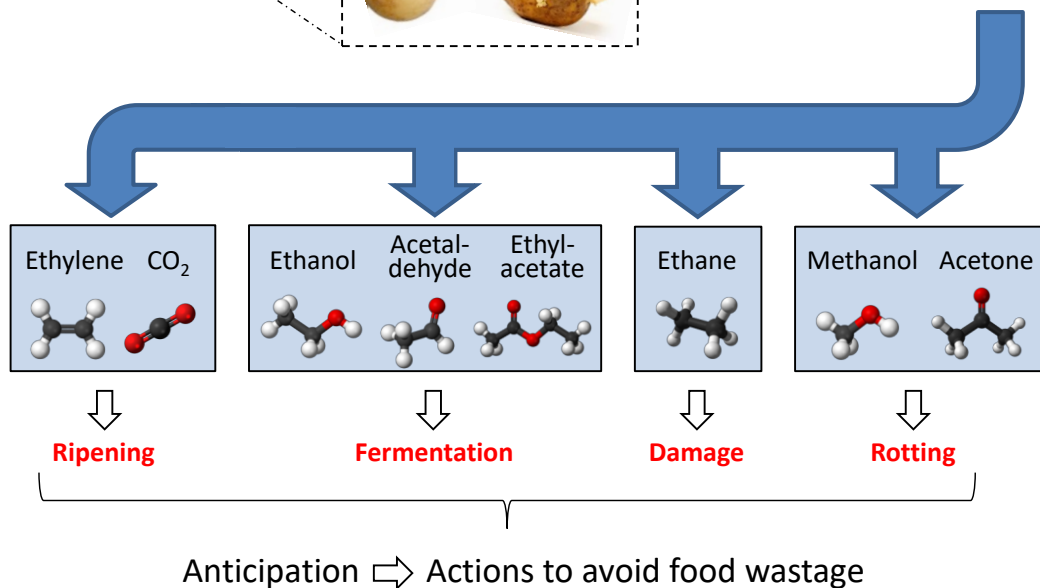 Ethylene CO₂
Ethanol Acetal-
dehyde Ethyl-
acetate
Ethane
Methanol Acetone
Ripening
Fermentation
Damage
Rotting
Anticipation ⇨ Actions to avoid food wastage